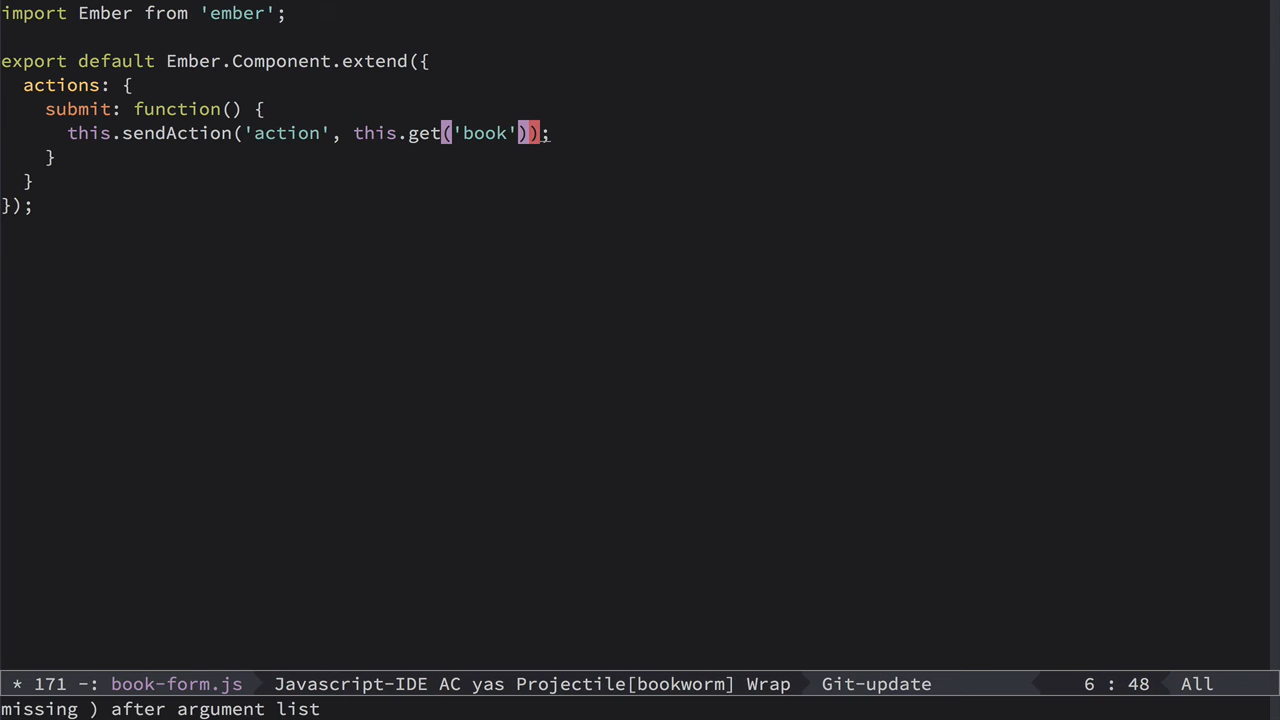 import Ember from 'ember';
export default Ember.Component.extend({
actions: {
submit: function() {
this.sendAction('action', this.get('book'));
}
}
});
* 171 -: book-form.js Javascript-IDE AC yas Projectile[bookworm] Wrap Git-update 6 : 48 All
missing ) after argument list